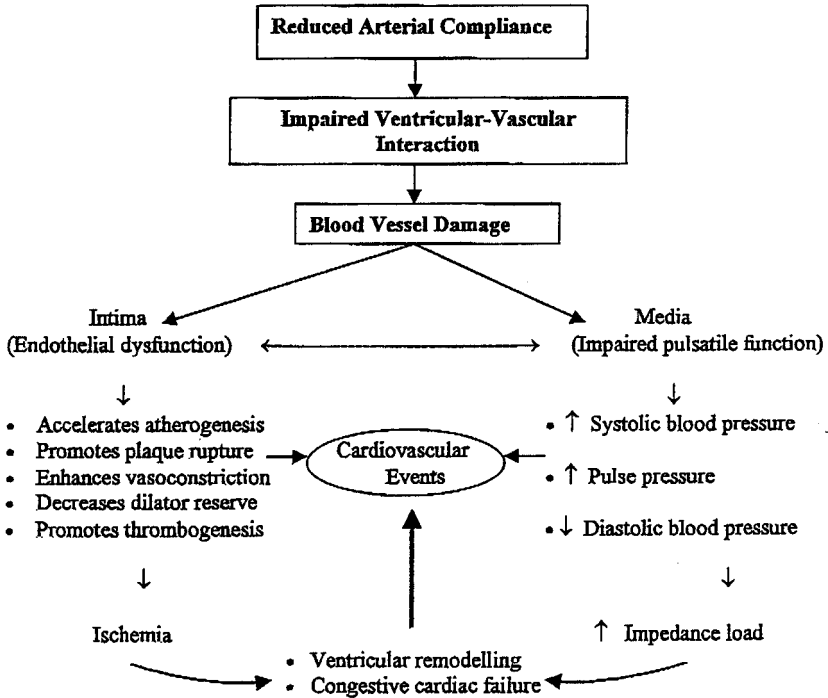 Reduced Arterial Compliance
Impaired Ventricular-Vascular
Interaction
Blood Vessel Damage
Intima
(Endothelial dysfunction)
Media
(Impaired pulsatile function)
• Accelerates atherogenesis
• Promotes plaque rupture
• Enhances vasoconstriction
• Decreases dilator reserve
• Promotes thrombogenesis
Cardiovascular
Events
• ↑ Systolic blood pressure
• ↑ Pulse pressure
• ↓ Diastolic blood pressure
Ischemia
↑ Impedance load
• Ventricular remodelling
• Congestive cardiac failure